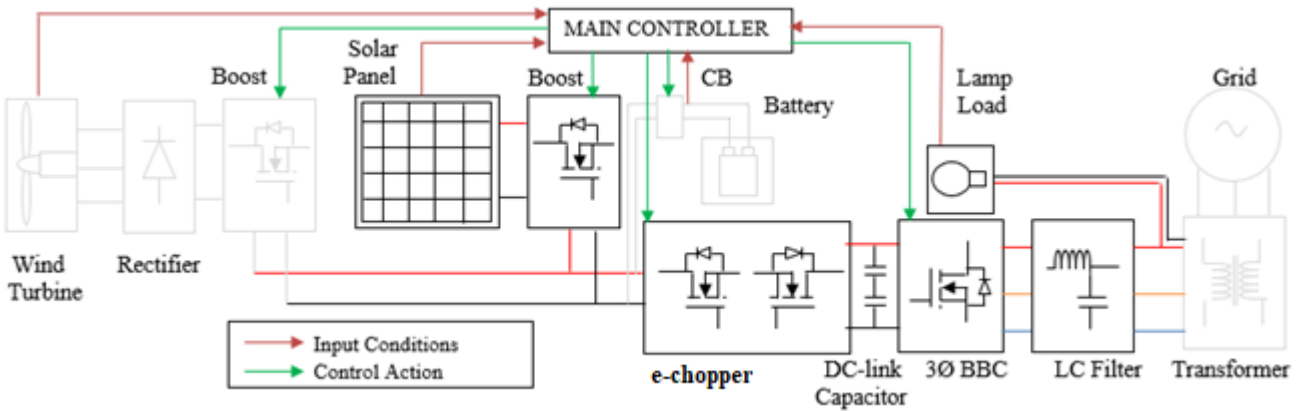 MAIN CONTROLLER
Solar
Panel
Boost
Boost
CB
Battery
Lamp
Load
Grid
Wind
Turbine
Rectifier
Input Conditions
Control Action
e-chopper
DC-link
Capacitor
3Ø BBC
LC Filter
Transformer